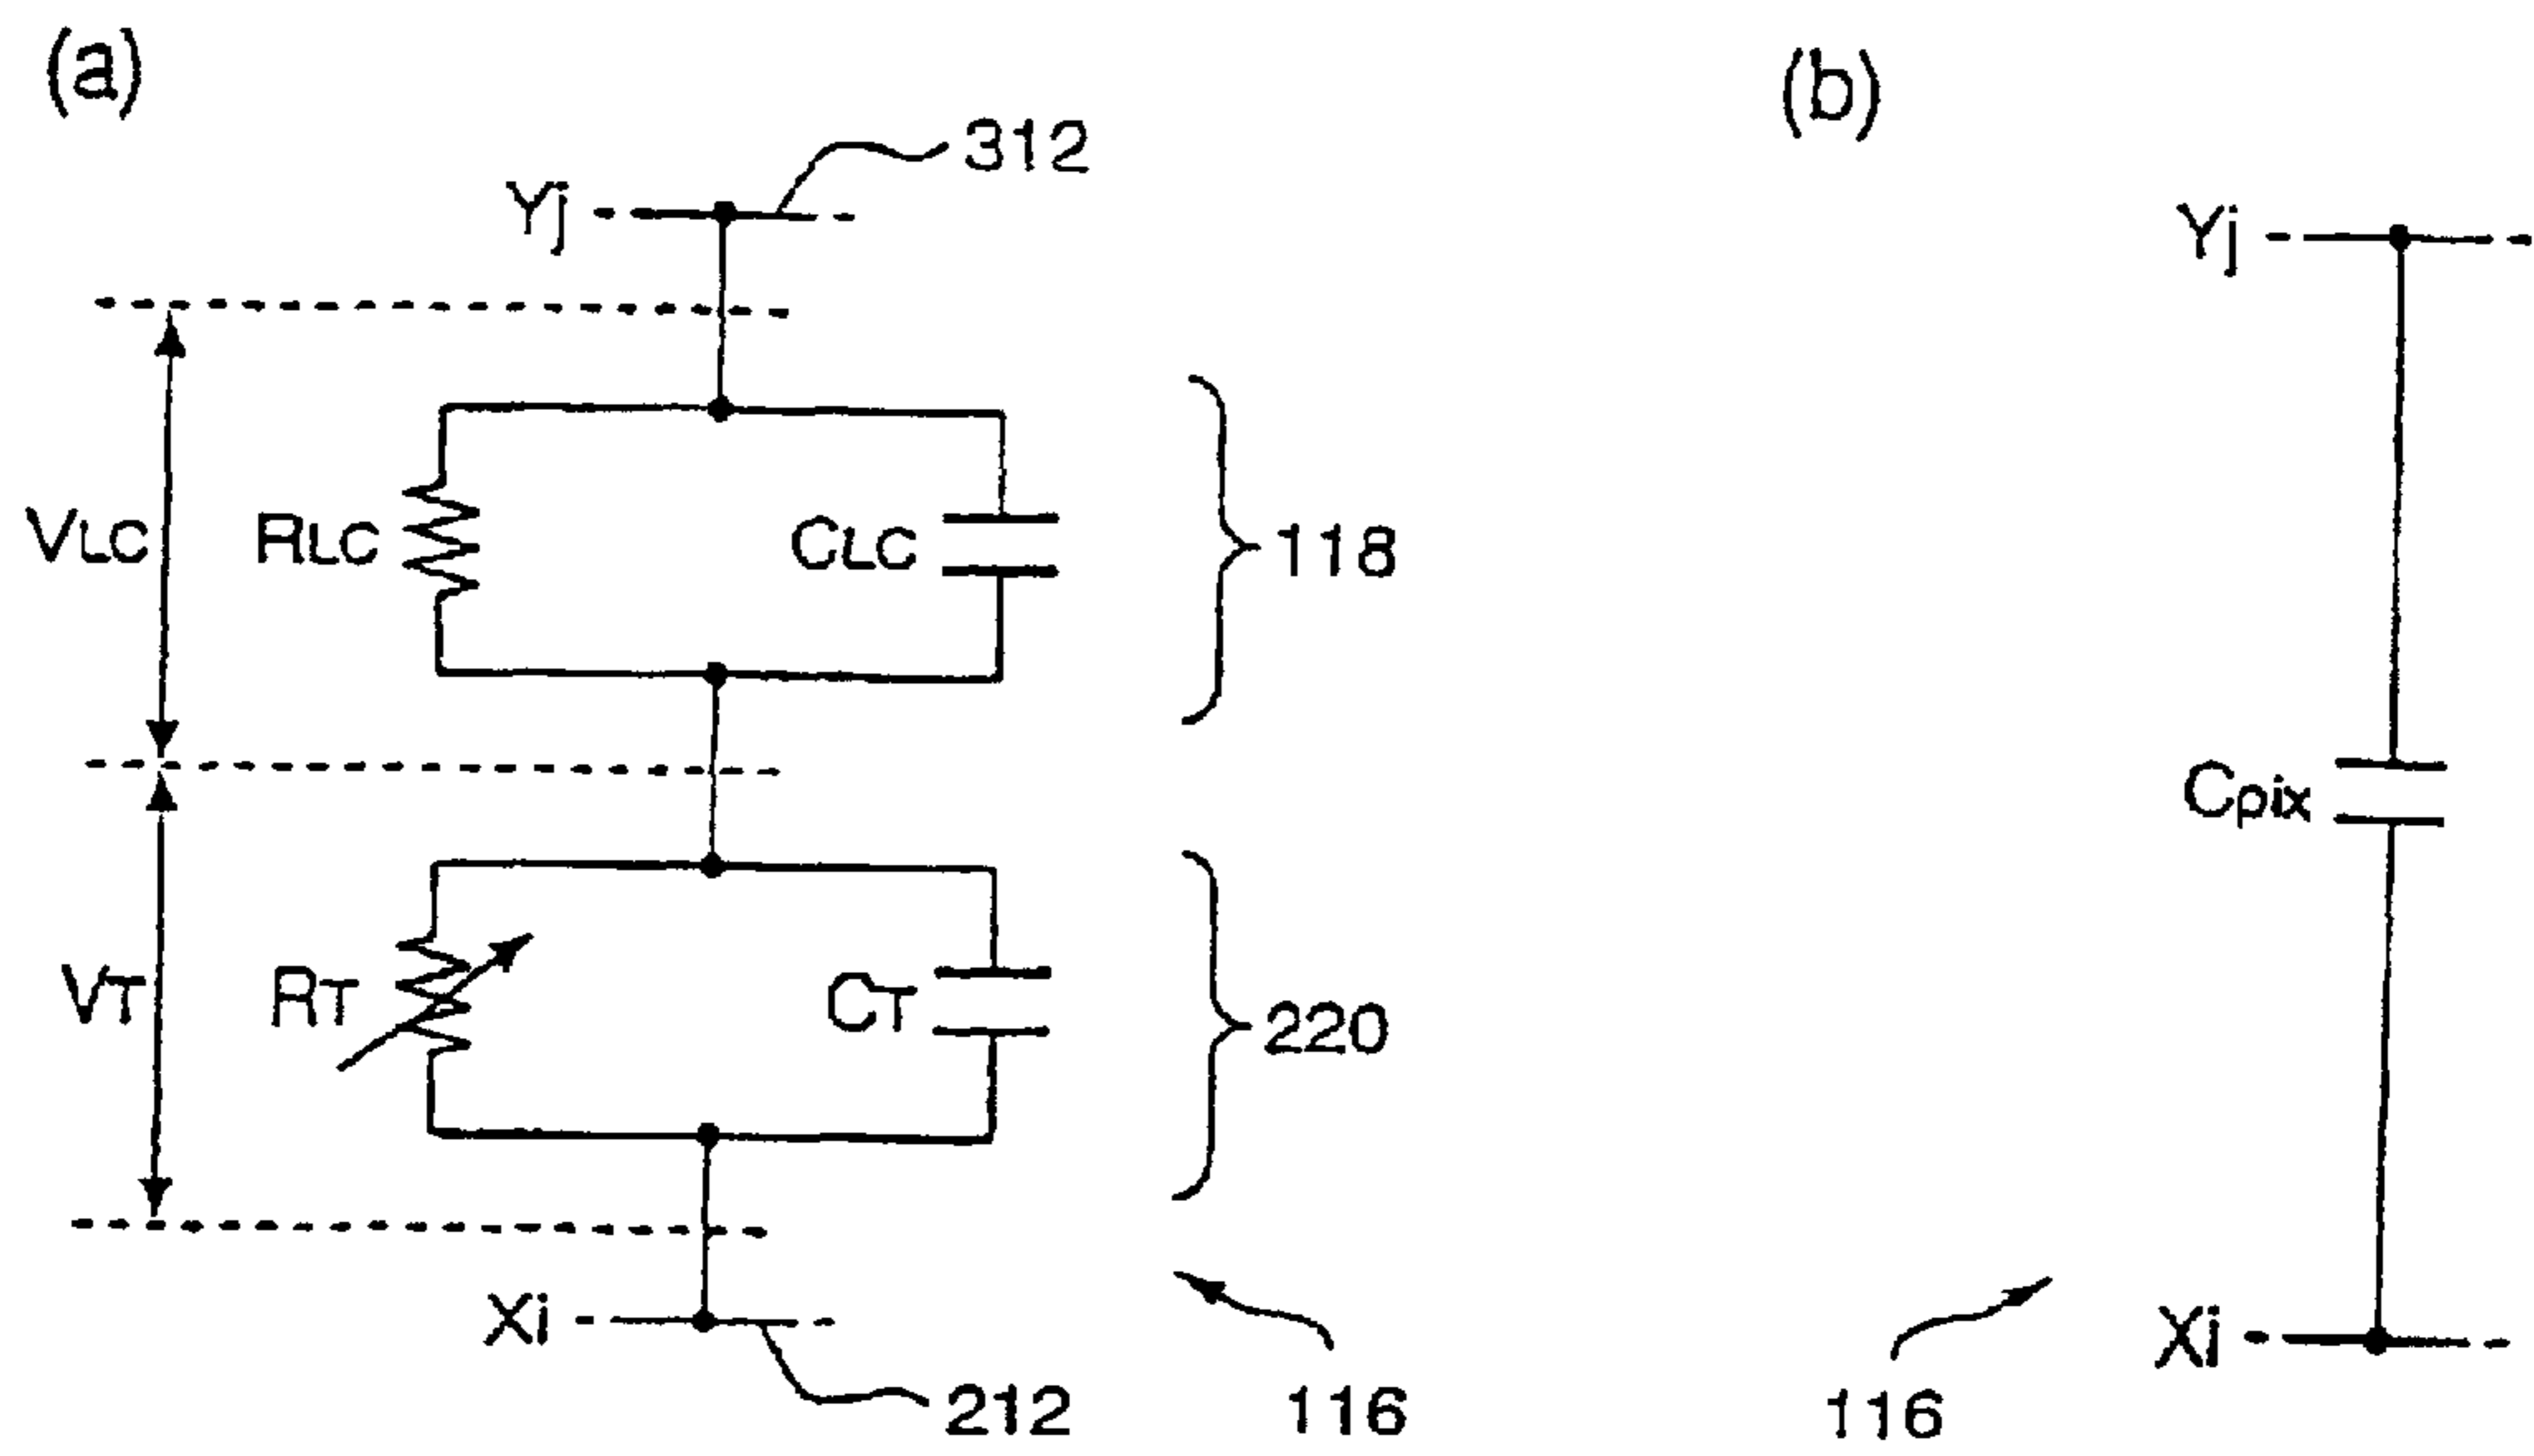 (a)
(b)
312
Yj
Yj
VLC
RLC
CLC
118
Cpix
VT
RT
CT
220
Xi
Xi
212
116
116